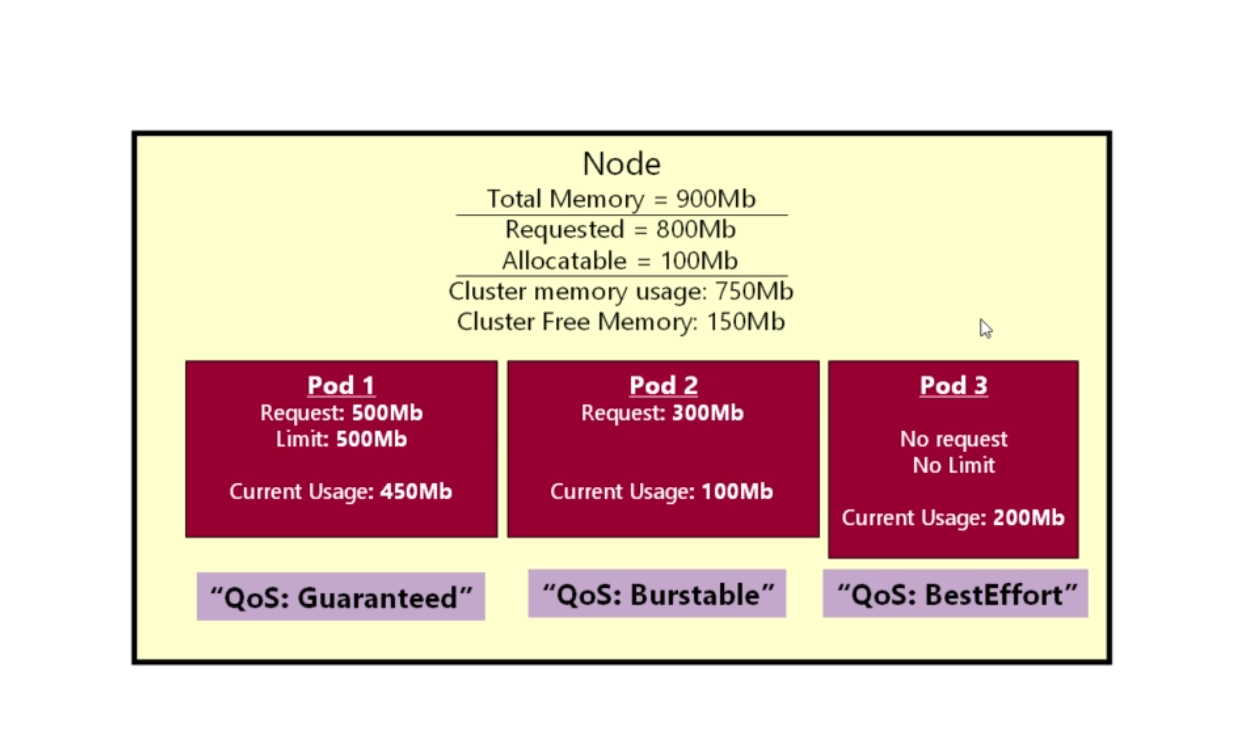 Node
Total Memory = 900Mb
Requested = 800Mb
Allocatable = 100Mb
Cluster memory usage: 750Mb
Cluster Free Memory: 150Mb
Pod 1
Request: 500Mb
Limit: 500Mb
Current Usage: 450Mb
“QoS: Guaranteed”
Pod 2
Request: 300Mb
Current Usage: 100Mb
“QoS: Burstable”
Pod 3
No request
No Limit
Current Usage: 200Mb
“QoS: BestEffort”